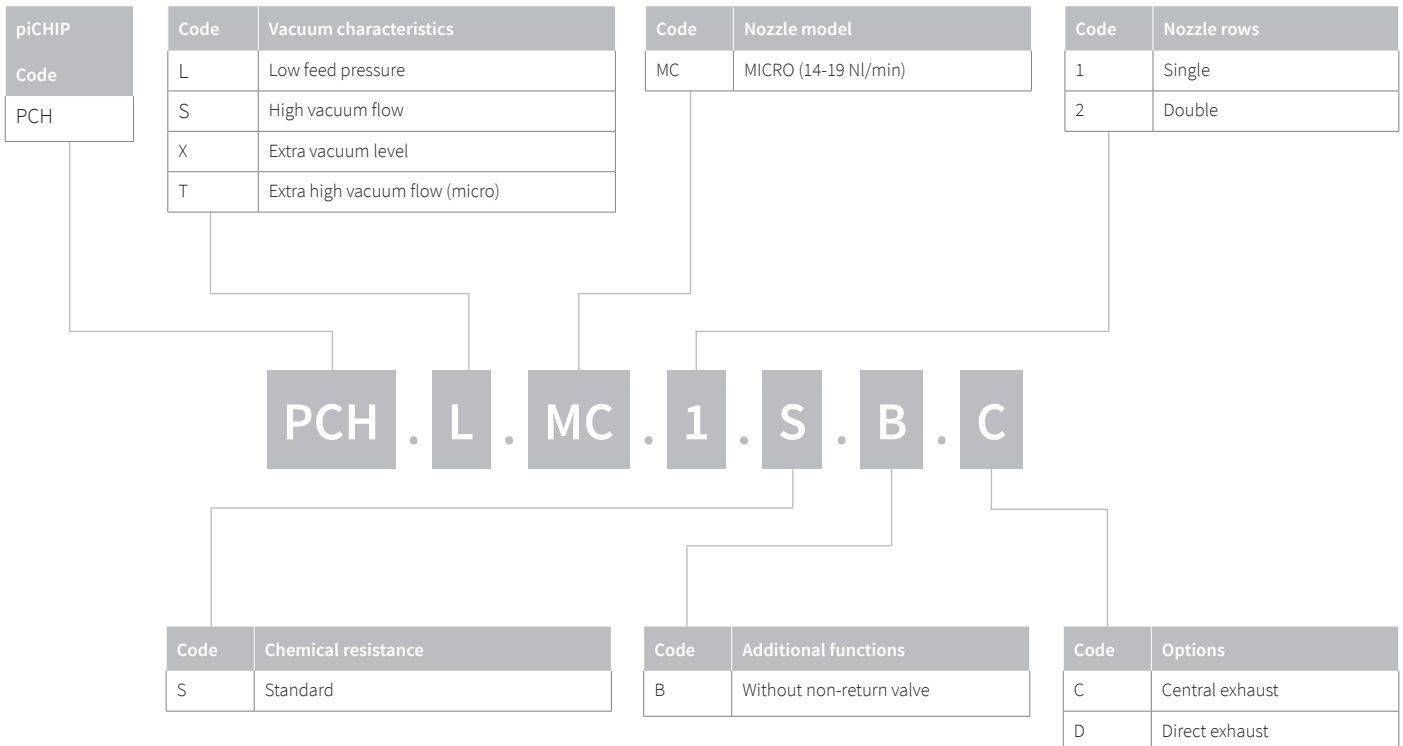 piCHIP
Code
PCH
Code Vacuum characteristics
L Low feed pressure
S High vacuum flow
X Extra vacuum level
T Extra high vacuum flow (micro)
Code Nozzle model
MC MICRO (14-19 Nl/min)
Code Nozzle rows
1 Single
2 Double
PCH . L . MC . 1 . S . B . C
Code Chemical resistance
S Standard
Code Additional functions
B Without non-return valve
Code Options
C Central exhaust
D Direct exhaust